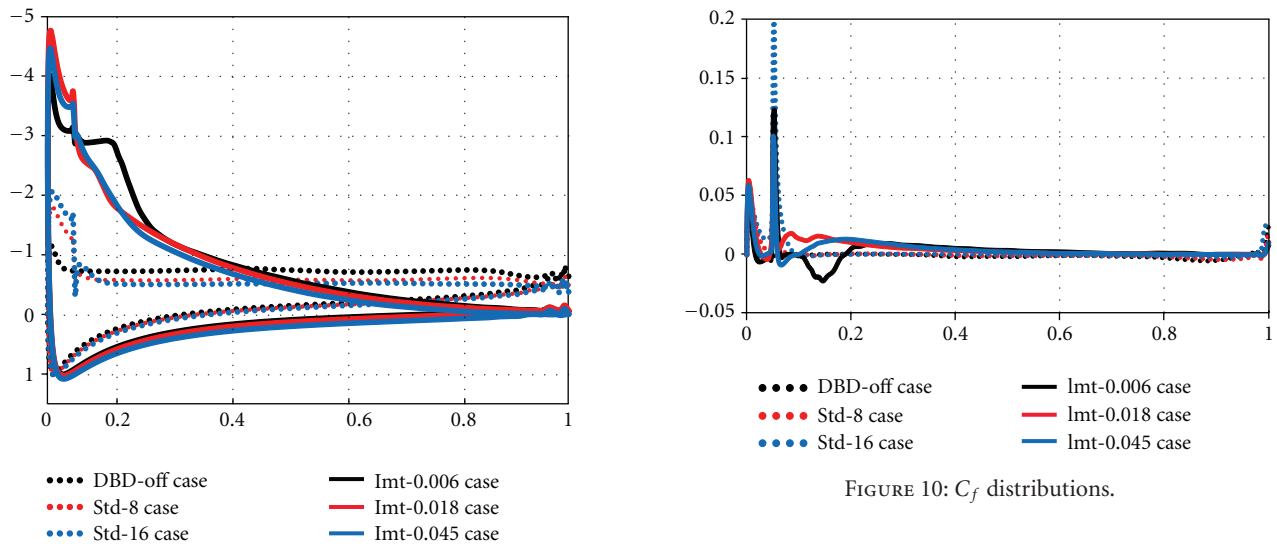 −5
−4
−3
−2
−1
0
1
0
0.2
0.4
0.6
0.8
1
DBD-off case
Std-8 case
Std-16 case
Imt-0.006 case
Imt-0.018 case
Imt-0.045 case
0.2
0.15
0.1
0.05
0
−0.05
0
0.2
0.4
0.6
0.8
1
DBD-off case
Std-8 case
Std-16 case
lmt-0.006 case
lmt-0.018 case
lmt-0.045 case
FIGURE 10: Cf distributions.